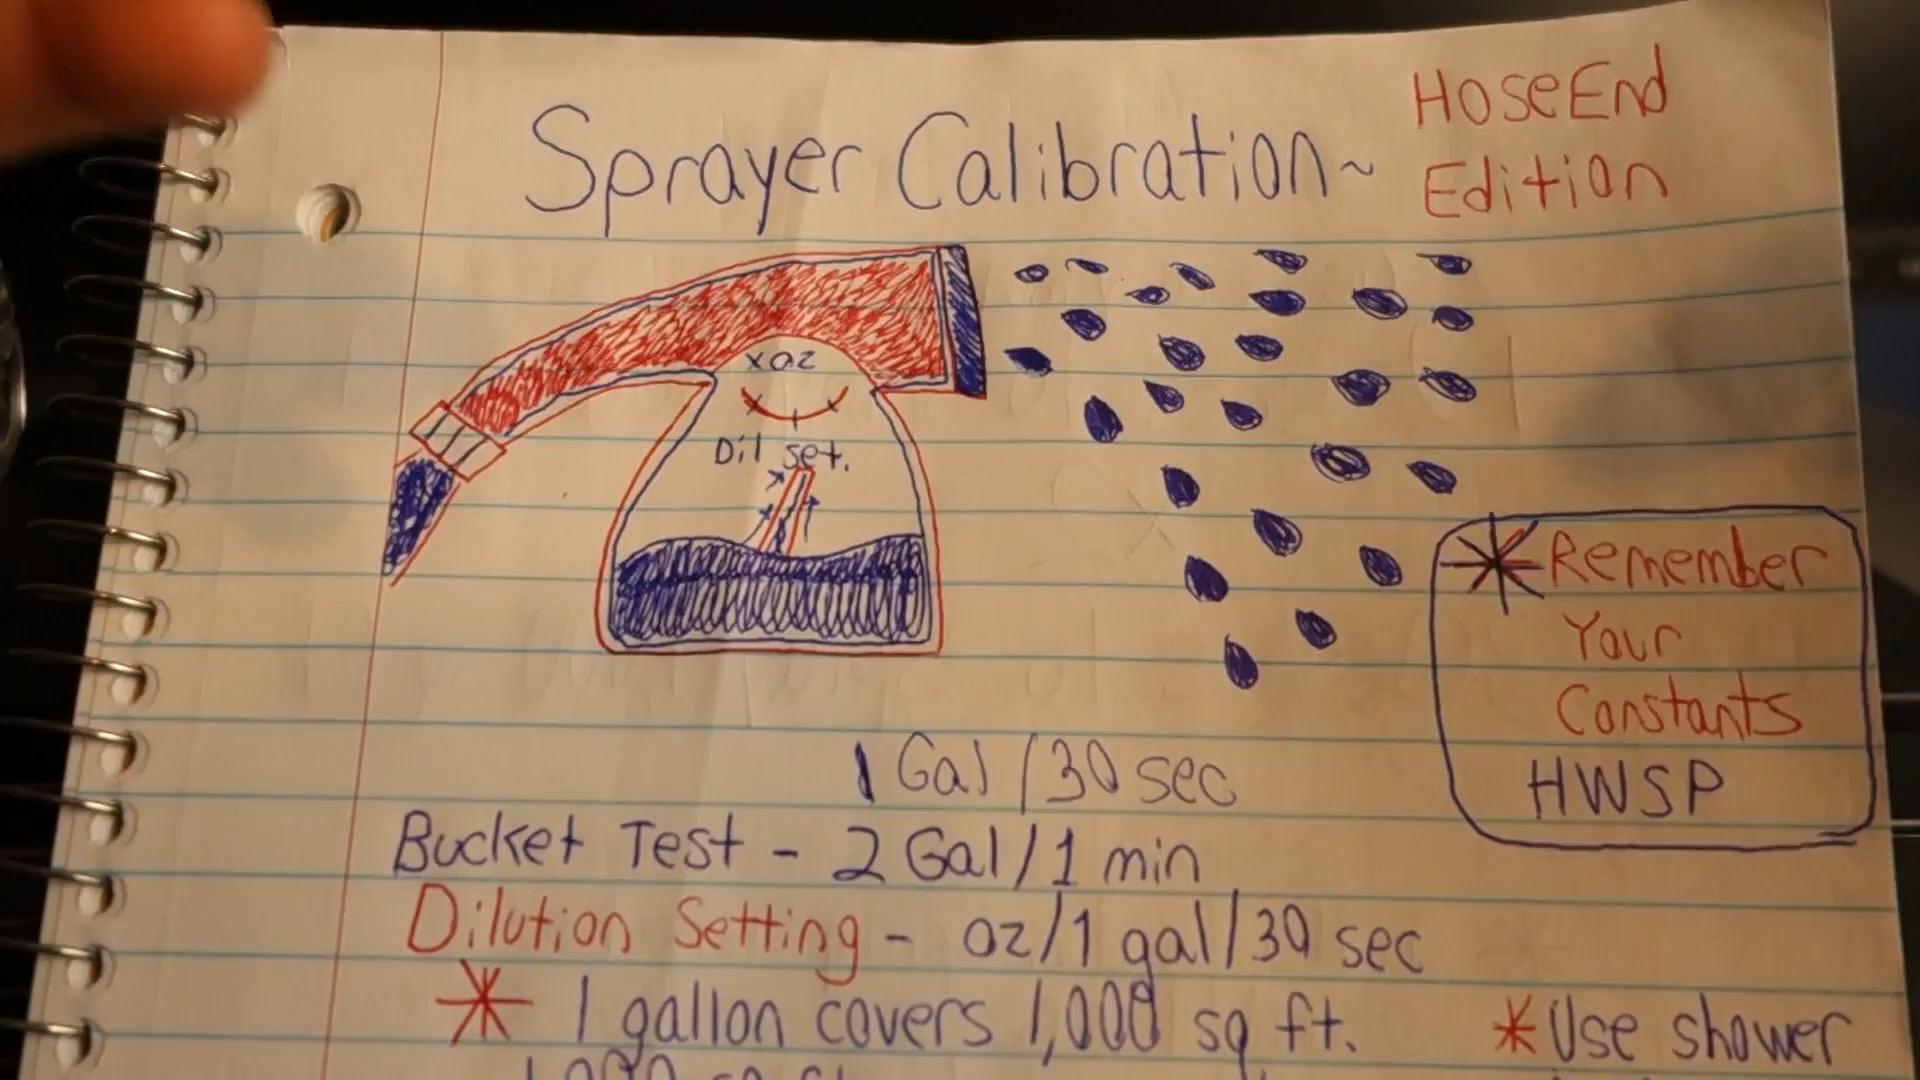 Sprayer Calibration ~
HoseEnd
Edition
xoz
Dil set.
Remember
Your
Constants
HWSP
1 Gal / 30 sec
Bucket Test - 2 Gal / 1 min
Dilution Setting - oz/1 gal/30 sec
1 gallon covers 1,000 sq ft.
Use shower